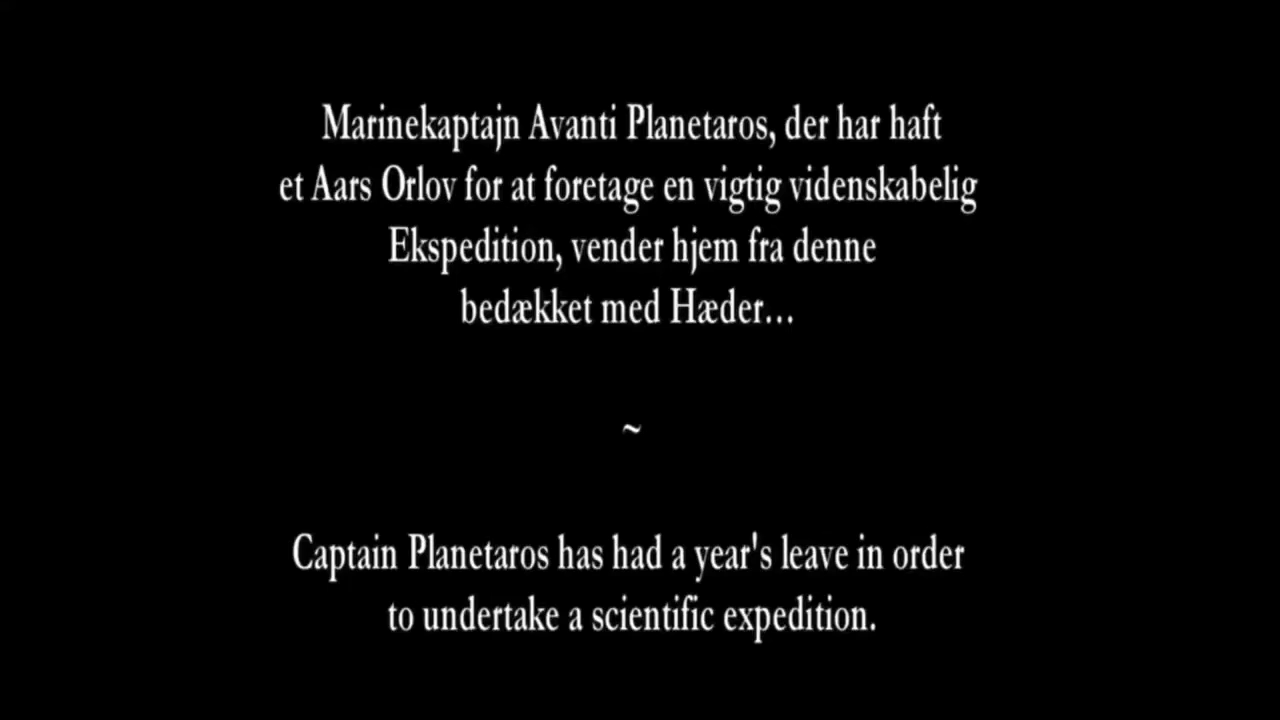 Marinekaptajn Avanti Planetaros, der har haft
et Aars Orlov for at foretage en vigtig videnskabelig
Ekspedition, vender hjem fra denne
bedækket med Hæder...
~
Captain Planetaros has had a year's leave in order
to undertake a scientific expedition.